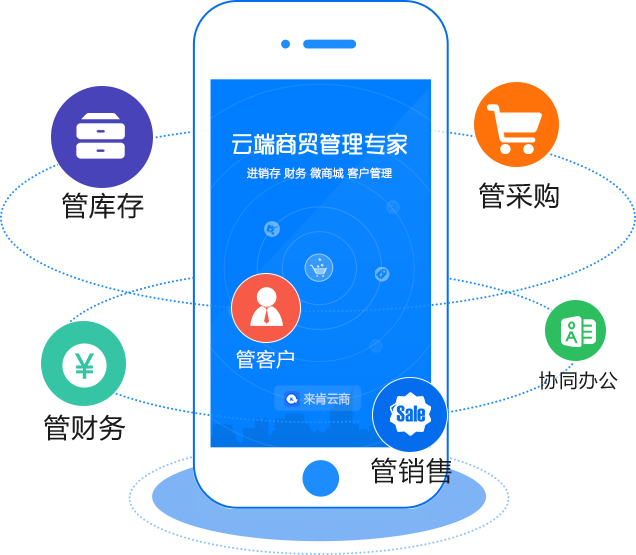 云端商贸管理专家
进销存 财务 微商城 客户管理
管库存
管采购
管客户
¥
管财务
协同办公
来肯云商
Sale
管销售